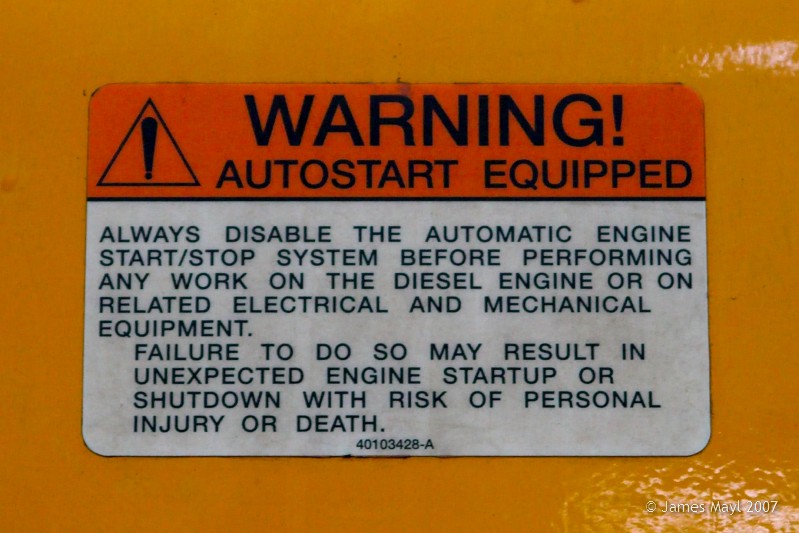 WARNING!
AUTOSTART EQUIPPED
ALWAYS DISABLE THE AUTOMATIC ENGINE
START/STOP SYSTEM BEFORE PERFORMING
ANY WORK ON THE DIESEL ENGINE OR ON
RELATED ELECTRICAL AND MECHANICAL
EQUIPMENT.
FAILURE TO DO SO MAY RESULT IN
UNEXPECTED ENGINE STARTUP OR
SHUTDOWN WITH RISK OF PERSONAL
INJURY OR DEATH.
40103428-A
© James Mayl 2007